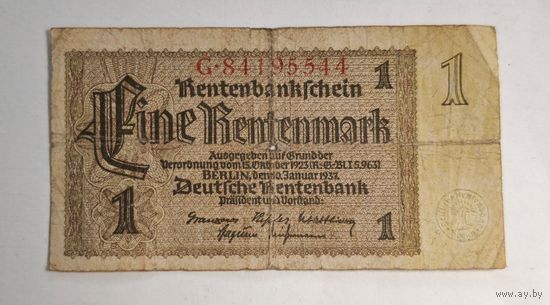 G·84195544
Rentenbankschein 1
1
Eine Rentenmark
Ausgegeben auf Grund der
Verordnung vom 15. Oktober 1923 (R.-G.-Bl. I S. 963)
BERLIN, den 30. Januar 1937.
Deutsche Rentenbank
Präsident und Vorstand:
1
1
www.ay.by